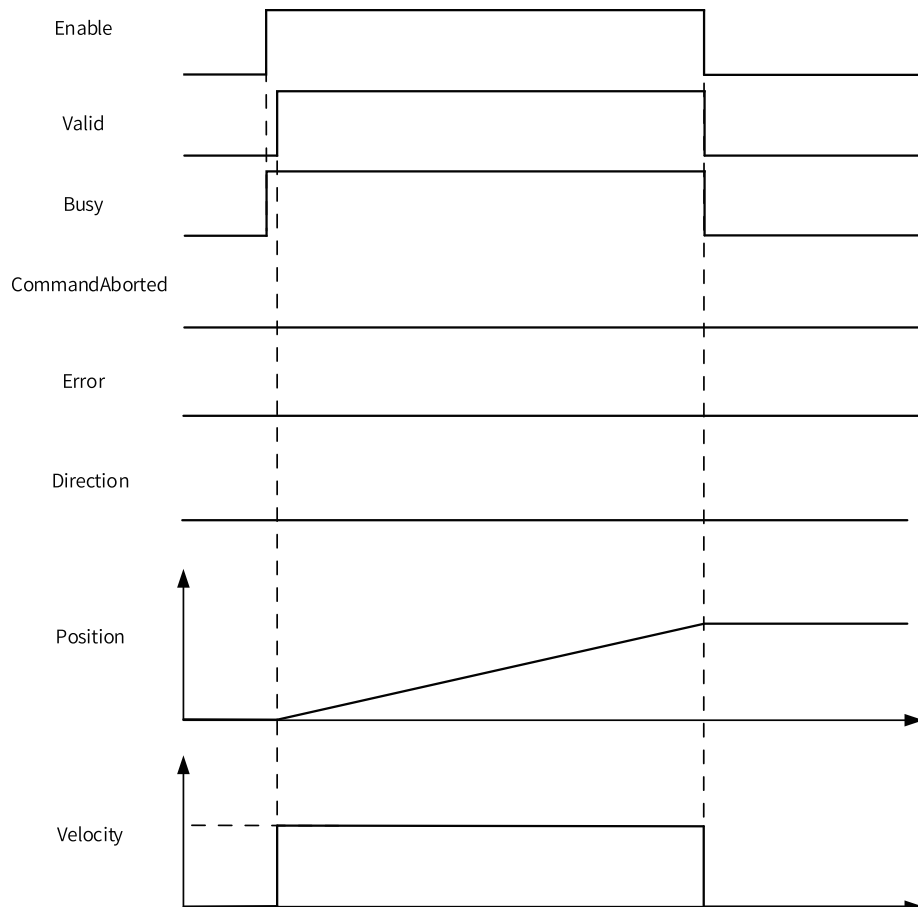 Enable
Valid
Busy
CommandAborted
Error
Direction
Position
Velocity